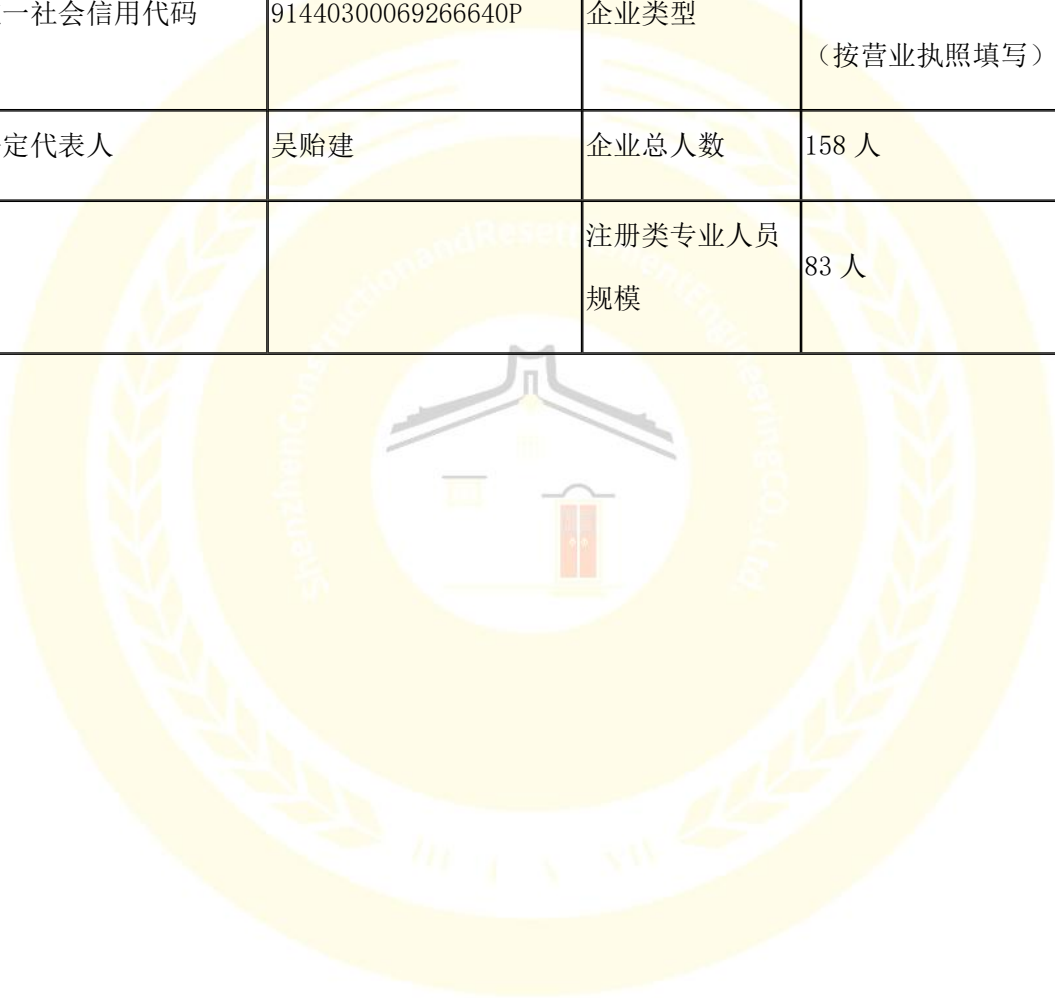 一社会信用代码 91440300069266640P 企业类型
（按营业执照填写）
定代表人 吴贻建 企业总人数 158 人
注册类专业人员
规模
83 人